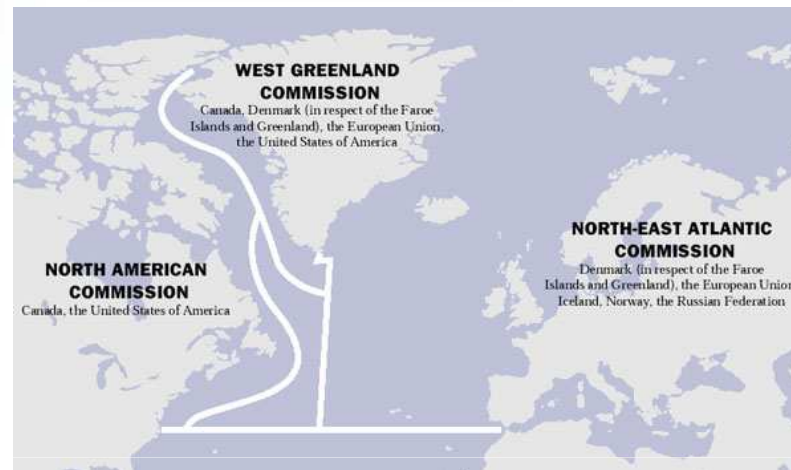 WEST GREENLAND
COMMISSION
Canada, Denmark (in respect of the Faroe
Islands and Greenland), the European Union,
the United States of America
NORTH-EAST ATLANTIC
COMMISSION
Denmark (in respect of the Faroe
Islands and Greenland), the European Union
Iceland, Norway, the Russian Federation
NORTH AMERICAN
COMMISSION
Canada, the United States of America